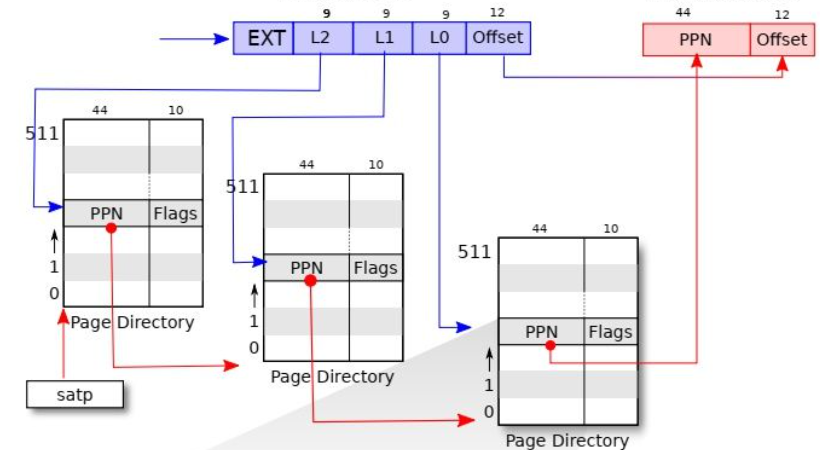 9 9 9 12
EXT L2 L1 L0 Offset
44 12
PPN Offset
44 10
511
PPN Flags
1
0
Page Directory
satp
44 10
511
PPN Flags
1
0
Page Directory
44 10
511
PPN Flags
1
0
Page Directory